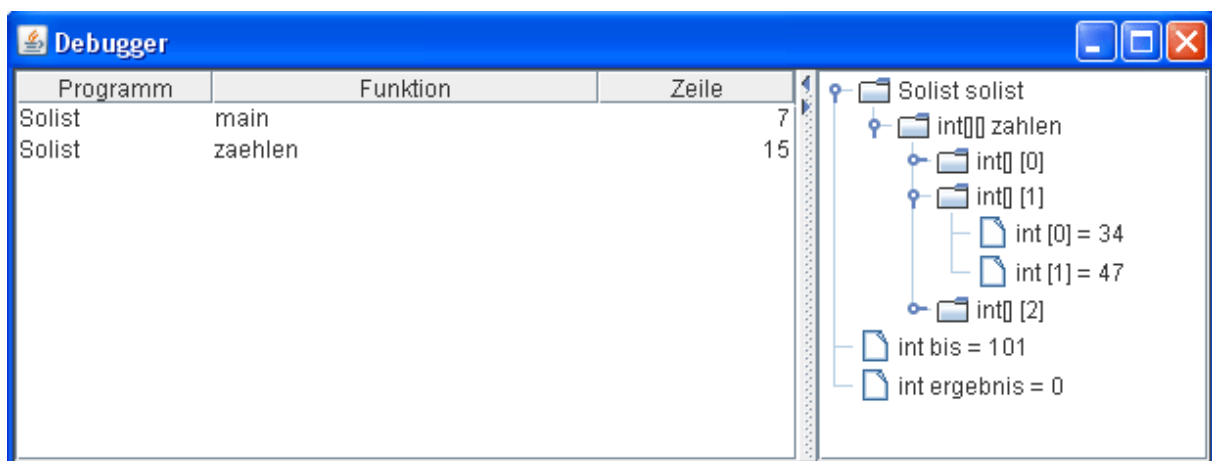 Debugger
Programm Funktion Zeile
Solist main 7
Solist zaehlen 15
Solist solist
int[][] zahlen
int[] [0]
int[] [1]
int [0] = 34
int [1] = 47
int[] [2]
int bis = 101
int ergebnis = 0